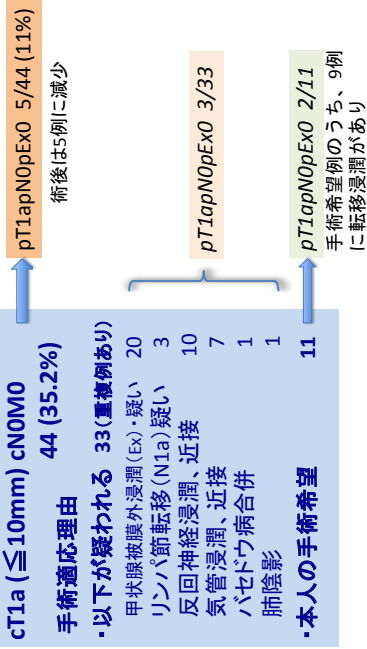 cT1a (≦10mm) cN0M0
44 (35.2%)
手術適応理由
・以下が疑われる 33(重複例あり)
甲状腺被膜外浸潤(Ex)・疑い 20
リンパ節転移(N1a)疑い 3
反回神経浸潤、近接 10
気管浸潤、近接 7
バセドウ病合併 1
肺陰影 1
・本人の手術希望 11
pT1apN0pEx0 5/44 (11%)
術後は5例に減少
pT1apN0pEx0 3/33
pT1apN0pEx0 2/11
手術希望例のうち、9例
に転移浸潤があり